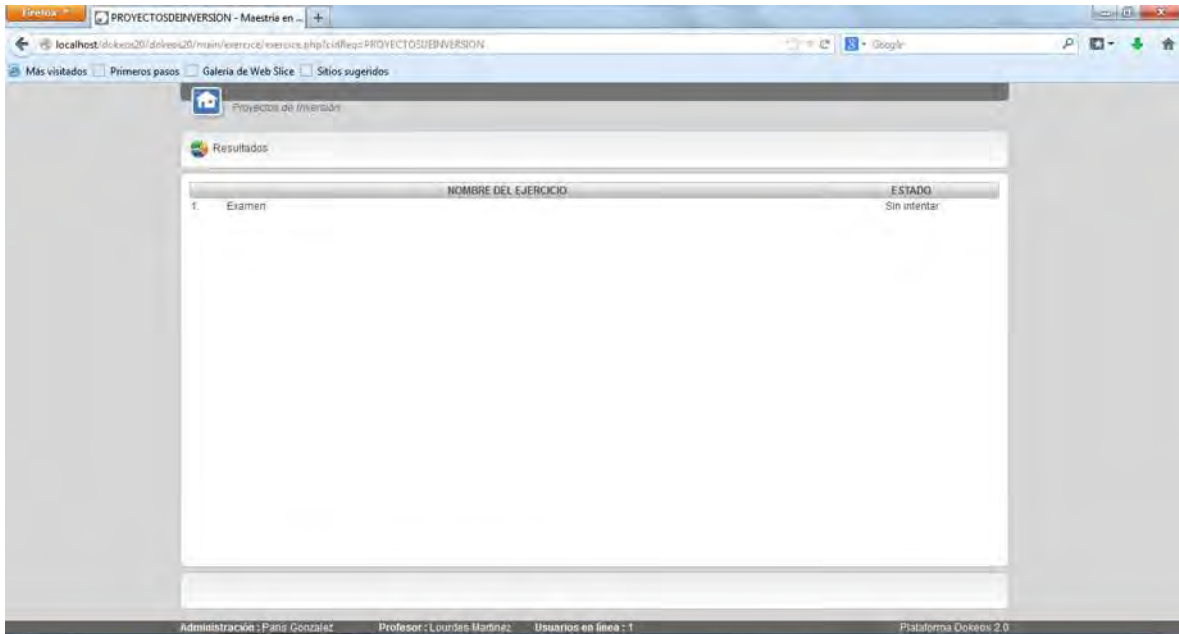 Firefox
PROYECTOSDEINVERSION - Maestria en ... +
localhost/dokeos20/dokeos20/main/exercice/exercice.php?cidReq=PROYECTOSDEINVERSION
Google
Más visitados Primeros pasos Galería de Web Slice Sitios sugeridos
Proyectos de Inversión
Resultados
NOMBRE DEL EJERCICIO ESTADO
1. Examen Sin intentar
Administración : Paris Gonzalez Profesor : Lourdes Martinez Usuarios en línea : 1 Plataforma Dokeos 2.0